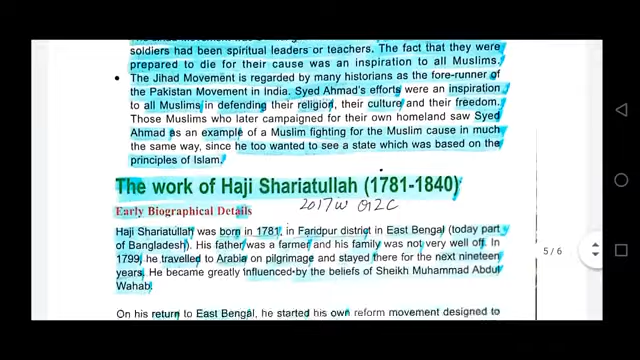 soldiers had been spiritual leaders or teachers. The fact that they were
prepared to die for their cause was an inspiration to all Muslims.
• The Jihad Movement is regarded by many historians as the fore-runner of
the Pakistan Movement in India. Syed Ahmad's efforts were an inspiration
to all Muslims in defending their religion, their culture and their freedom.
Those Muslims who later campaigned for their own homeland saw Syed
Ahmad as an example of a Muslim fighting for the Muslim cause in much
the same way, since he too wanted to see a state which was based on the
principles of Islam.
The work of Haji Shariatullah (1781-1840)
2017 w Q2C
Early Biographical Details
Haji Shariatullah was born in 1781, in Faridpur district in East Bengal (today part
of Bangladesh). His father was a farmer and his family was not very well off. In
1799, he travelled to Arabia on pilgrimage and stayed there for the next nineteen
years. He became greatly influenced by the beliefs of Sheikh Muhammad Abdul
Wahab.
5/6
On his return to East Bengal, he started his own reform movement designed to